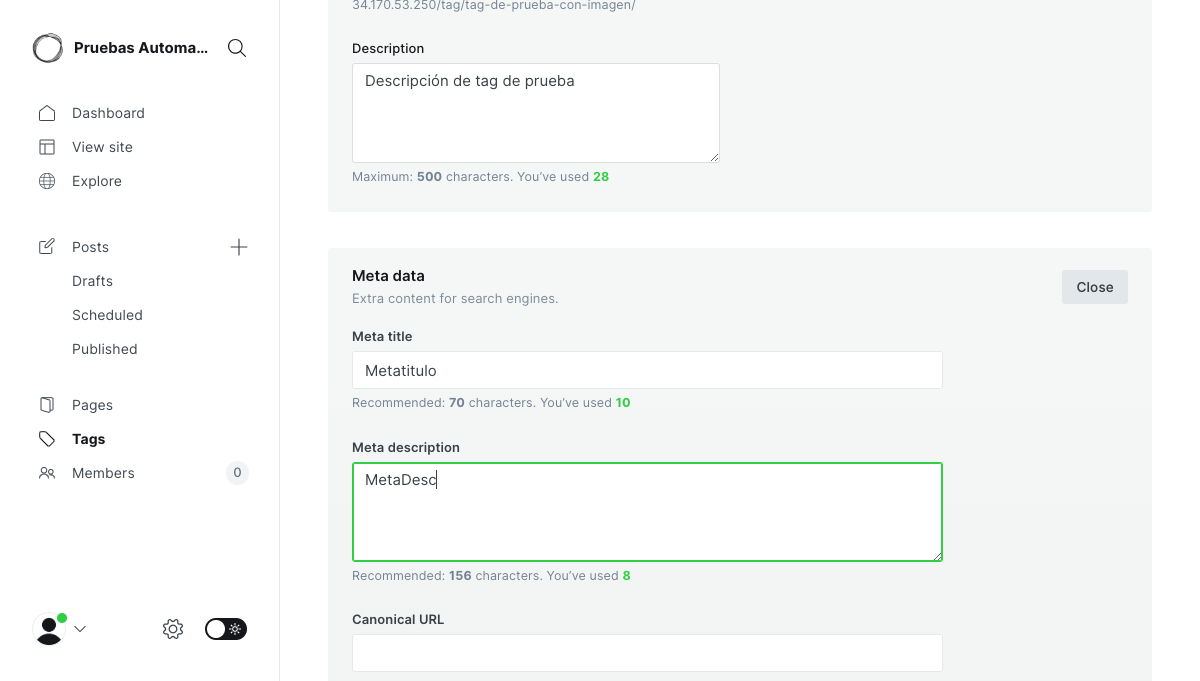 34.170.53.250/tag/tag-de-prueba-con-imagen/
Pruebas Automa...
Dashboard
View site
Explore
Posts
Drafts
Scheduled
Published
Pages
Tags
Members 0
Description
Descripción de tag de prueba
Maximum: 500 characters. You've used 28
Meta data
Extra content for search engines.
Close
Meta title
Metatitulo
Recommended: 70 characters. You've used 10
Meta description
MetaDesc
Recommended: 156 characters. You've used 8
Canonical URL